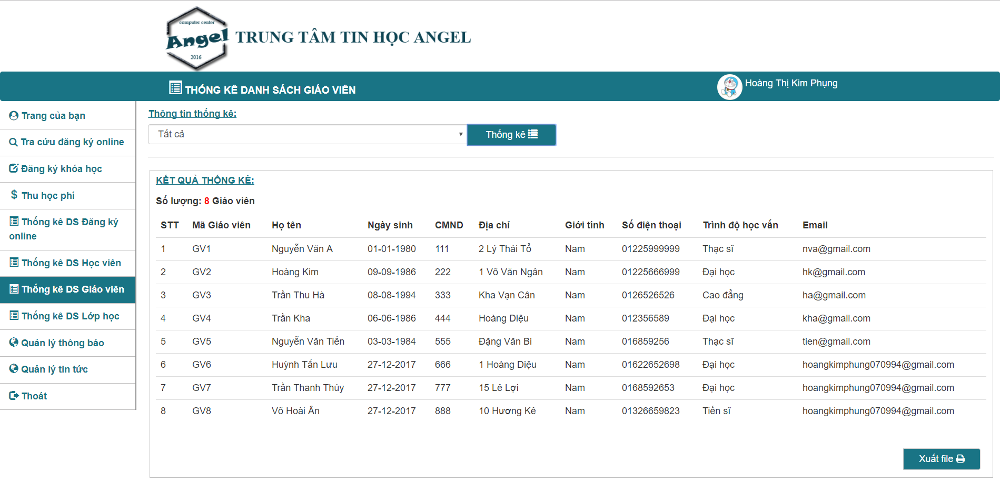 computer center
Angel
2016
TRUNG TÂM TIN HỌC ANGEL
THỐNG KÊ DANH SÁCH GIÁO VIÊN
Hoàng Thị Kim Phụng
Trang của bạn
Tra cứu đăng ký online
Đăng ký khóa học
$ Thu học phí
Thống kê DS Đăng ký
online
Thống kê DS Học viên
Thống kê DS Giáo viên
Thống kê DS Lớp học
Quản lý thông báo
Quản lý tin tức
Thoát
Thông tin thống kê:
Tất cả
Thống kê
KẾT QUẢ THỐNG KÊ:
Số lượng: 8 Giáo viên
STT Mã Giáo viên Họ tên Ngày sinh CMND Địa chỉ Giới tính Số điện thoại Trình độ học vấn Email
1 GV1 Nguyễn Văn A 01-01-1980 111 2 Lý Thái Tổ Nam 01225999999 Thạc sĩ nva@gmail.com
2 GV2 Hoàng Kim 09-09-1986 222 1 Võ Văn Ngân Nam 01225666999 Đại học hk@gmail.com
3 GV3 Trần Thu Hà 08-08-1994 333 Kha Vạn Cân Nam 0126526526 Cao đẳng ha@gmail.com
4 GV4 Trần Kha 06-06-1986 444 Hoàng Diệu Nam 012356589 Đại học kha@gmail.com
5 GV5 Nguyễn Văn Tiến 03-03-1984 555 Đặng Văn Bi Nam 016859256 Thạc sĩ tien@gmail.com
6 GV6 Huỳnh Tấn Lưu 27-12-2017 666 1 Hoàng Diệu Nam 01622652698 Đại học hoangkimphung070994@gmail.com
7 GV7 Trần Thanh Thúy 27-12-2017 777 15 Lê Lợi Nam 0168592653 Đại học hoangkimphung070994@gmail.com
8 GV8 Võ Hoài Ân 27-12-2017 888 10 Hương Kê Nam 01326659823 Tiến sĩ hoangkimphung070994@gmail.com
Xuất file